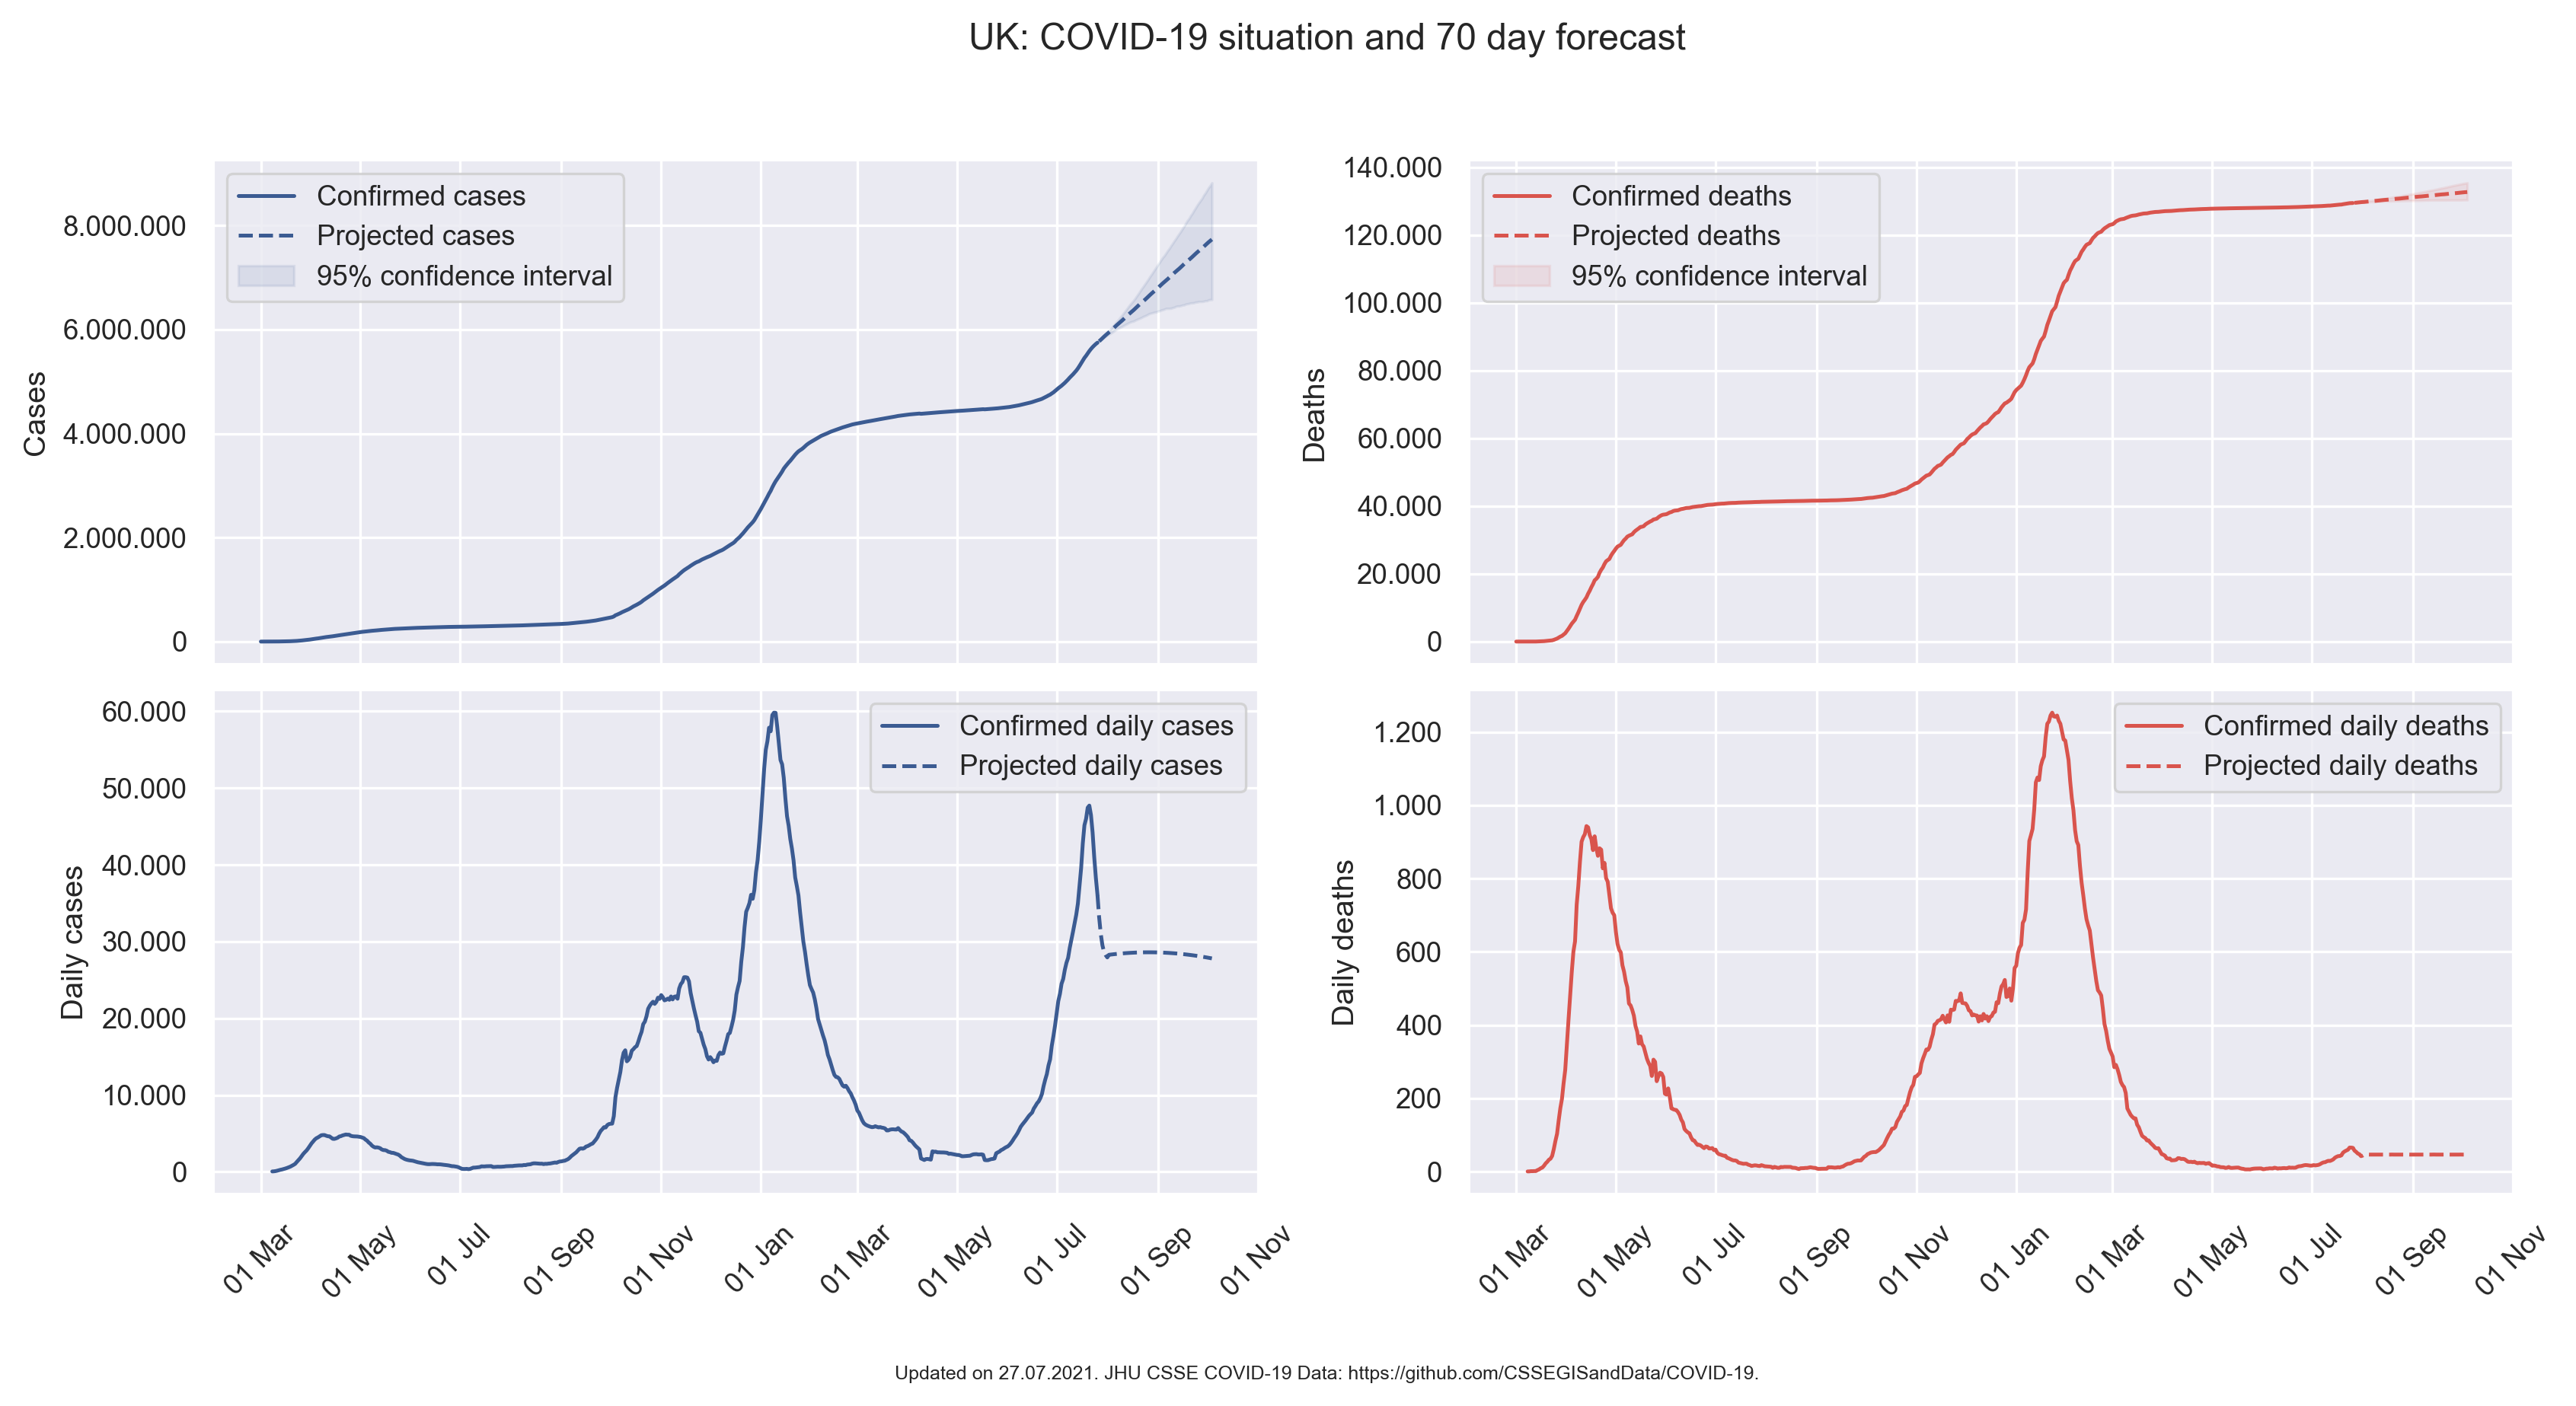 UK: COVID-19 situation and 70 day forecast
Confirmed cases
Projected cases
95% confidence interval
8.000.000
6.000.000
4.000.000
2.000.000
0
Cases
Confirmed deaths
Projected deaths
95% confidence interval
140.000
120.000
100.000
80.000
60.000
40.000
20.000
0
Deaths
Confirmed daily cases
Projected daily cases
60.000
50.000
40.000
30.000
20.000
10.000
0
Daily cases
01 Mar
01 May
01 Jul
01 Sep
01 Nov
01 Jan
01 Mar
01 May
01 Jul
01 Sep
01 Nov
Confirmed daily deaths
Projected daily deaths
1.200
1.000
800
600
400
200
0
Daily deaths
01 Mar
01 May
01 Jul
01 Sep
01 Nov
01 Jan
01 Mar
01 May
01 Jul
01 Sep
01 Nov
Updated on 27.07.2021. JHU CSSE COVID-19 Data: https://github.com/CSSEGISandData/COVID-19.